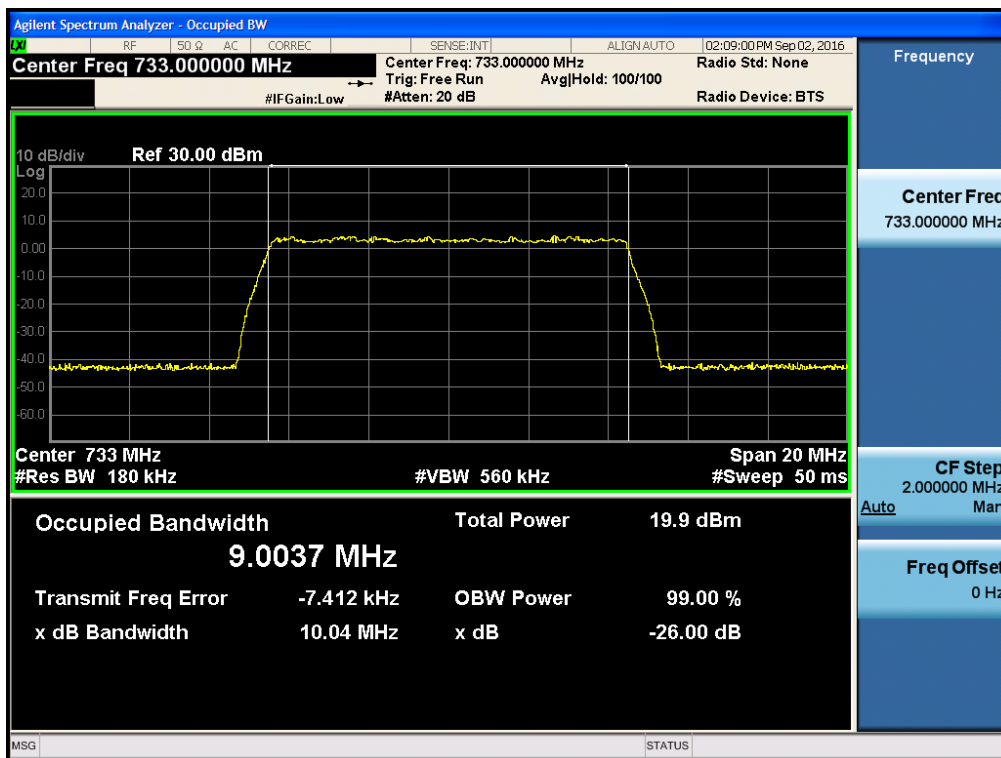 Agilent Spectrum Analyzer - Occupied BW
LXI RF 50 Ω AC CORREC SENSE:INT ALIGN AUTO 02:09:00 PM Sep 02, 2016
Center Freq 733.000000 MHz
Center Freq: 733.000000 MHz
Radio Std: None
Trig: Free Run Avg|Hold: 100/100
#IFGain:Low
#Atten: 20 dB
Radio Device: BTS
10 dB/div Ref 30.00 dBm
Log
20.0
10.0
0.00
-10.0
-20.0
-30.0
-40.0
-50.0
-60.0
Center 733 MHz Span 20 MHz
#Res BW 180 kHz #VBW 560 kHz #Sweep 50 ms
Occupied Bandwidth Total Power 19.9 dBm
9.0037 MHz
Transmit Freq Error -7.412 kHz OBW Power 99.00 %
x dB Bandwidth 10.04 MHz x dB -26.00 dB
Frequency
Center Freq
733.000000 MHz
CF Step
2.000000 MHz
Auto Man
Freq Offset
0 Hz
MSG STATUS